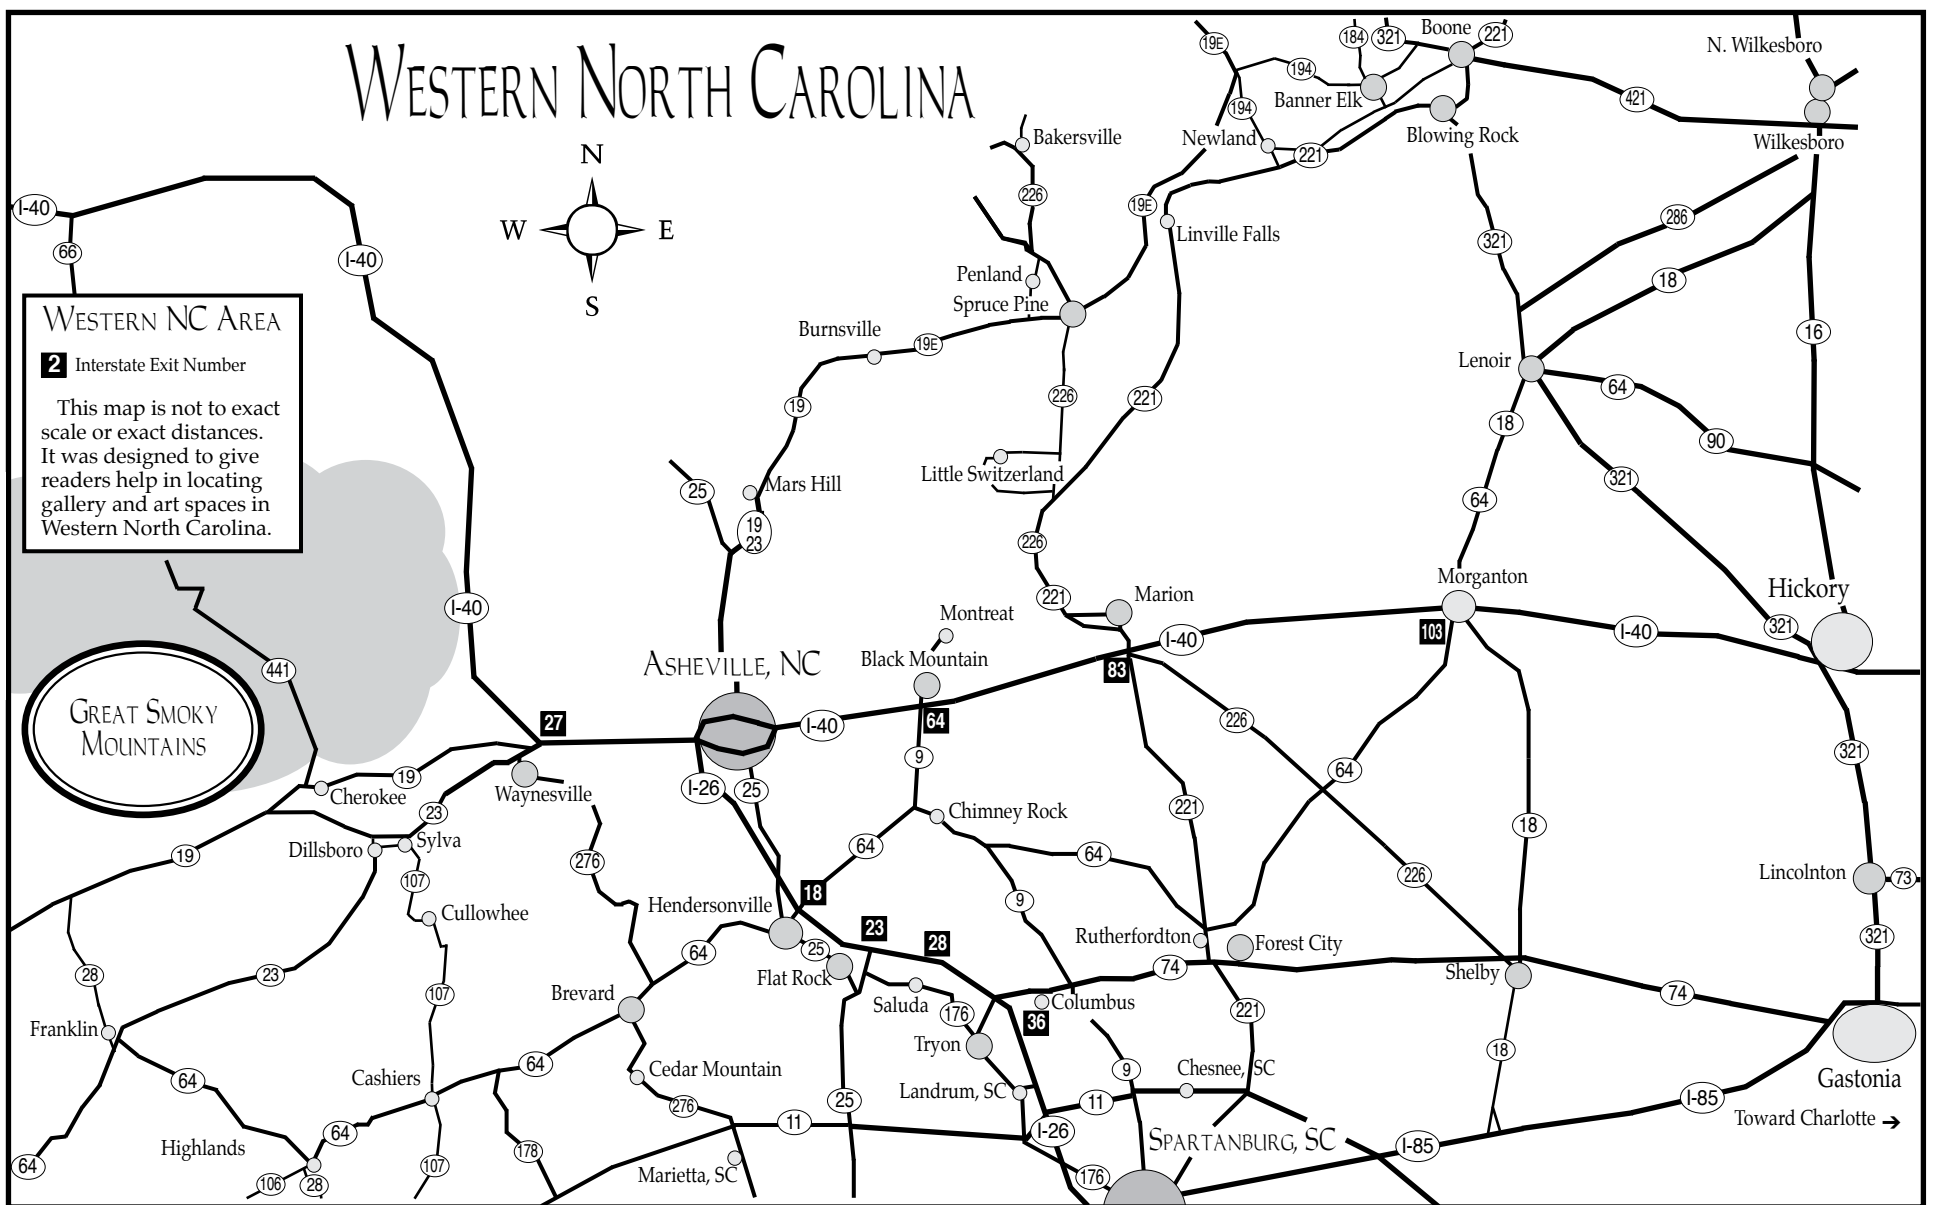 WESTERN NORTH CAROLINA
N
W E
S
19E
184
321
Boone
221
N. Wilkesboro
194
Banner Elk
194
421
Newland
221
Blowing Rock
Wilkesboro
Bakersville
226
19E
Linville Falls
321
286
18
16
I-40
66
I-40
WESTERN NC AREA
2 Interstate Exit Number
This map is not to exact
scale or exact distances.
It was designed to give
readers help in locating
gallery and art spaces in
Western North Carolina.
Penland
Spruce Pine
Burnsville
19E
19
226
221
Lenoir
64
18
90
321
64
25
Mars Hill
19
23
Little Switzerland
226
221
Marion
Morganton
Hickory
I-40
Montreat
Black Mountain
ASHEVILLE, NC
I-40
103
I-40
321
83
441
GREAT SMOKY
MOUNTAINS
27
I-40
64
226
9
64
321
19
Cherokee
Waynesville
I-26
25
23
Chimney Rock
221
18
19
Dillsboro
Sylva
276
64
64
107
226
Lincolnton
73
Cullowhee
Hendersonville
18
9
23
28
Rutherfordton
Forest City
321
64
25
Flat Rock
74
Shelby
28
23
107
Brevard
Saluda
176
Columbus
36
221
74
Franklin
Tryon
18
64
64
Cashiers
Cedar Mountain
Landrum, SC
9
Chesnee, SC
Gastonia
276
25
11
I-85
11
I-26
SPARTANBURG, SC
Toward Charlotte →
64
Highlands
64
107
178
Marietta, SC
176
I-85
106
28